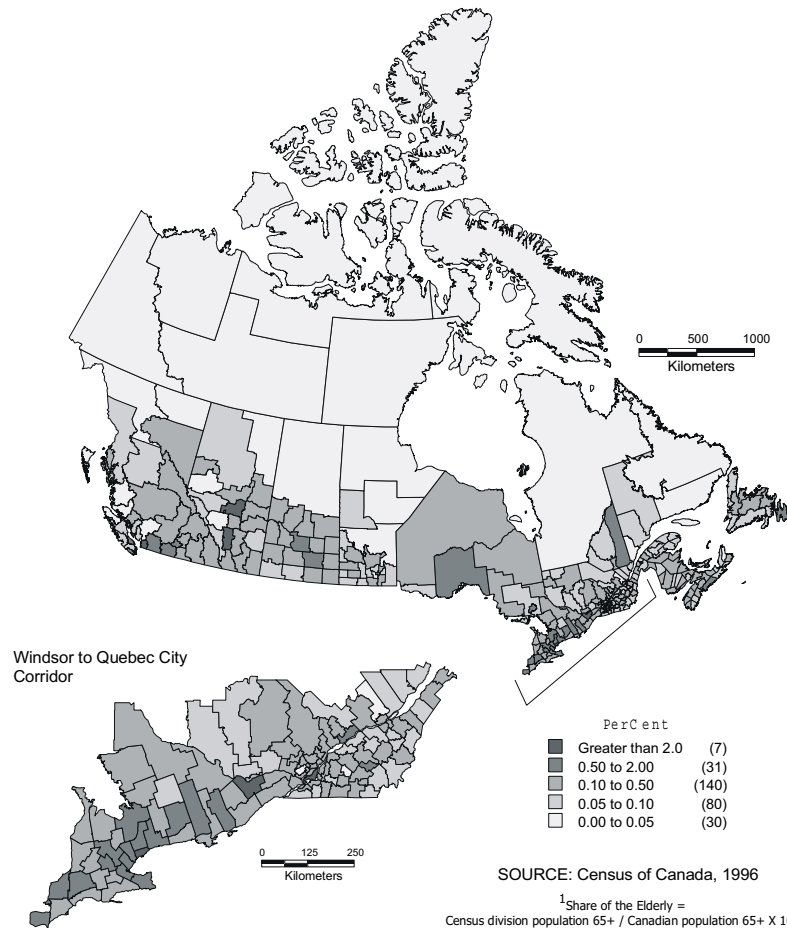 0 500 1000
Kilometers
Windsor to Quebec City
Corridor
PerCent
Greater than 2.0 (7)
0.50 to 2.00 (31)
0.10 to 0.50 (140)
0.05 to 0.10 (80)
0.00 to 0.05 (30)
0 125 250
Kilometers
SOURCE: Census of Canada, 1996
1Share of the Elderly =
Census division population 65+ / Canadian population 65+ X